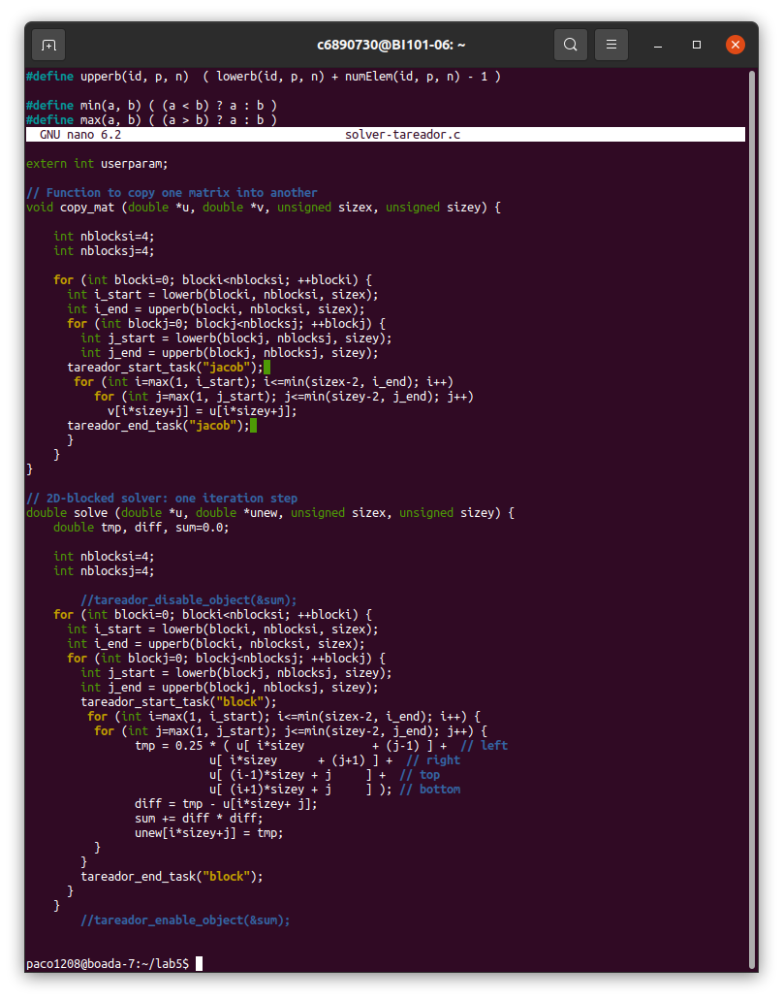 c6890730@BI101-06: ~
#define upperb(id, p, n)  ( lowerb(id, p, n) + numElem(id, p, n) - 1 )
#define min(a, b) ( (a < b) ? a : b )
#define max(a, b) ( (a > b) ? a : b )
GNU nano 6.2                                 solver-tareador.c
extern int userparam;
// Function to copy one matrix into another
void copy_mat (double *u, double *v, unsigned sizex, unsigned sizey) {
    int nblocksi=4;
    int nblocksj=4;
    for (int blocki=0; blocki<nblocksi; ++blocki) {
      int i_start = lowerb(blocki, nblocksi, sizex);
      int i_end = upperb(blocki, nblocksi, sizex);
      for (int blockj=0; blockj<nblocksj; ++blockj) {
        int j_start = lowerb(blockj, nblocksj, sizey);
        int j_end = upperb(blockj, nblocksj, sizey);
      tareador_start_task("jacob");
       for (int i=max(1, i_start); i<=min(sizex-2, i_end); i++)
          for (int j=max(1, j_start); j<=min(sizey-2, j_end); j++)
            v[i*sizey+j] = u[i*sizey+j];
      tareador_end_task("jacob");
      }
    }
}
// 2D-blocked solver: one iteration step
double solve (double *u, double *unew, unsigned sizex, unsigned sizey) {
    double tmp, diff, sum=0.0;
    int nblocksi=4;
    int nblocksj=4;
        //tareador_disable_object(&sum);
    for (int blocki=0; blocki<nblocksi; ++blocki) {
      int i_start = lowerb(blocki, nblocksi, sizex);
      int i_end = upperb(blocki, nblocksi, sizex);
      for (int blockj=0; blockj<nblocksj; ++blockj) {
        int j_start = lowerb(blockj, nblocksj, sizey);
        int j_end = upperb(blockj, nblocksj, sizey);
        tareador_start_task("block");
         for (int i=max(1, i_start); i<=min(sizex-2, i_end); i++) {
          for (int j=max(1, j_start); j<=min(sizey-2, j_end); j++) {
                tmp = 0.25 * ( u[ i*sizey          + (j-1) ] +  // left
                           u[ i*sizey      + (j+1) ] +  // right
                           u[ (i-1)*sizey + j     ] +  // top
                           u[ (i+1)*sizey + j     ] ); // bottom
                diff = tmp - u[i*sizey+ j];
                sum += diff * diff;
                unew[i*sizey+j] = tmp;
          }
        }
        tareador_end_task("block");
      }
    }
        //tareador_enable_object(&sum);
paco1208@boada-7:~/lab5$